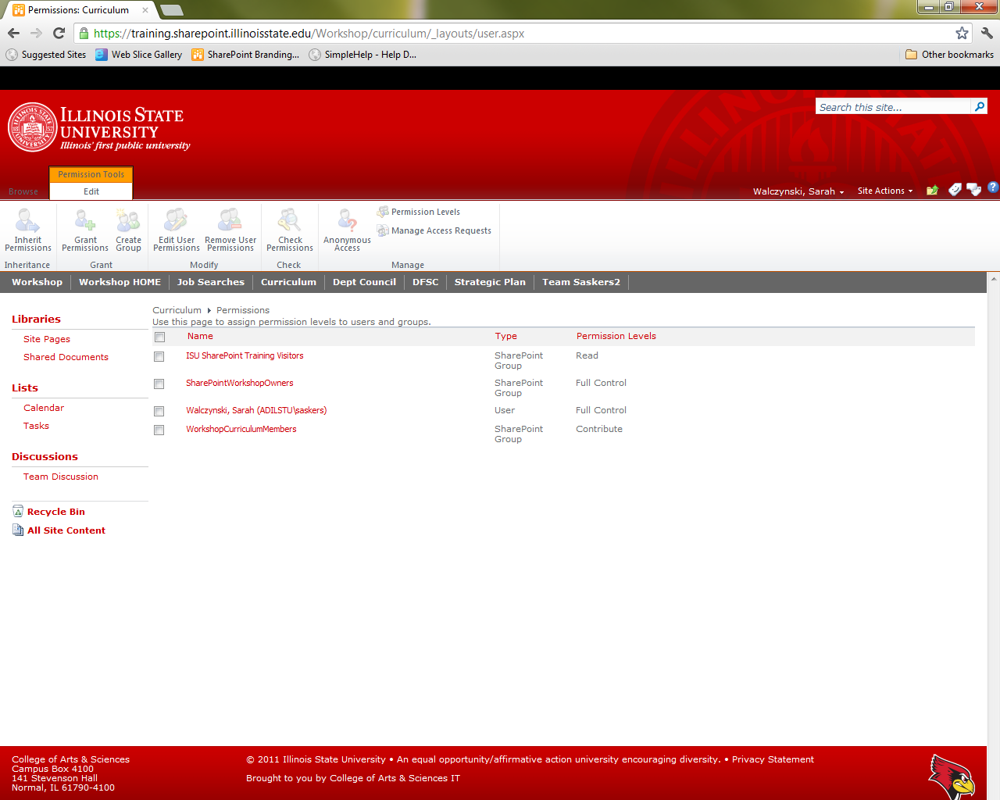 Permissions: Curriculum
https://training.sharepoint.illinoisstate.edu/Workshop/curriculum/_layouts/user.aspx
Suggested Sites Web Slice Gallery SharePoint Branding... SimpleHelp - Help D... Other bookmarks
Search this site...
ILLINOIS STATE
UNIVERSITY
Illinois' first public university
Permission Tools
Browse Edit
Walczynski, Sarah Site Actions
Inherit Permissions
Grant Permissions
Create Group
Edit User Permissions
Remove User Permissions
Check Permissions
Anonymous Access
Permission Levels
Manage Access Requests
Inheritance Grant Modify Check Manage
Workshop Workshop HOME Job Searches Curriculum Dept Council DFSC Strategic Plan Team Saskers2
Libraries
Site Pages
Shared Documents
Lists
Calendar
Tasks
Discussions
Team Discussion
Recycle Bin
All Site Content
Curriculum Permissions
Use this page to assign permission levels to users and groups.
Name Type Permission Levels
ISU SharePoint Training Visitors SharePoint Group Read
SharePointWorkshopOwners SharePoint Group Full Control
Walczynski, Sarah (ADILSTU\saskers) User Full Control
WorkshopCurriculumMembers SharePoint Group Contribute
College of Arts & Sciences
Campus Box 4100
141 Stevenson Hall
Normal, IL 61790-4100
© 2011 Illinois State University • An equal opportunity/affirmative action university encouraging diversity. • Privacy Statement
Brought to you by College of Arts & Sciences IT